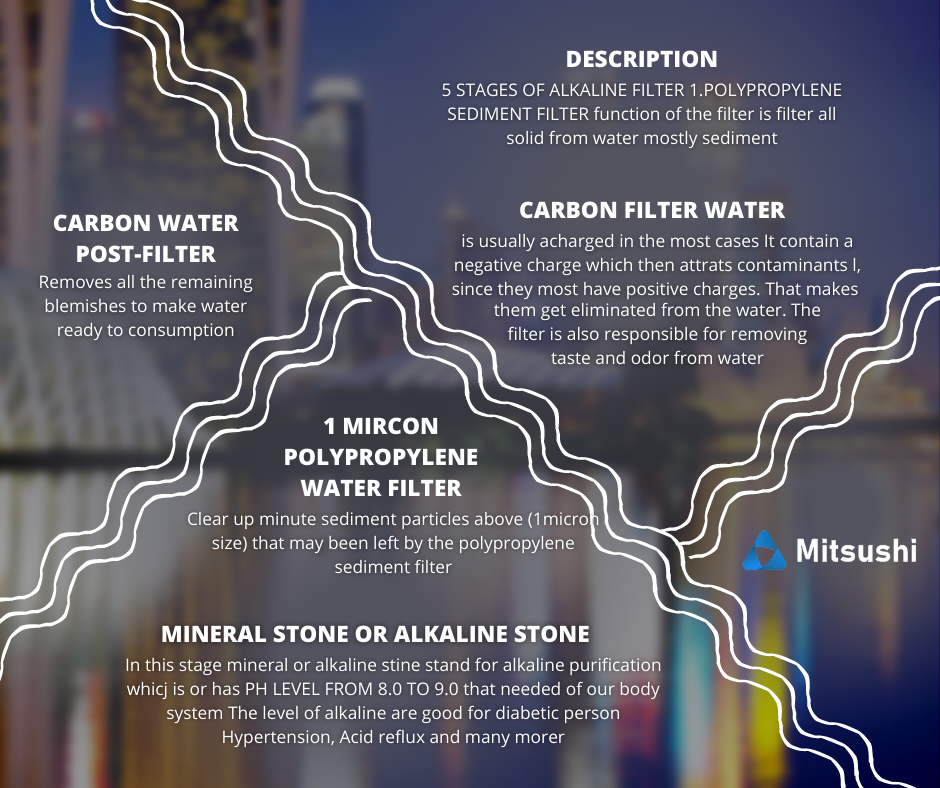 DESCRIPTION
5 STAGES OF ALKALINE FILTER 1.POLYPROPYLENE
SEDIMENT FILTER function of the filter is filter all
solid from water mostly sediment
CARBON WATER
POST-FILTER
Removes all the remaining
blemishes to make water
ready to consumption
CARBON FILTER WATER
is usually acharged in the most cases It contain a
negative charge which then attrats contaminants l,
since they most have positive charges. That makes
them get eliminated from the water. The
filter is also responsible for removing
taste and odor from water
1 MIRCON
POLYPROPYLENE
WATER FILTER
Clear up minute sediment particles above (1micron
size) that may been left by the polypropylene
sediment filter
Mitsushi
MINERAL STONE OR ALKALINE STONE
In this stage mineral or alkaline stine stand for alkaline purification
whicj is or has PH LEVEL FROM 8.0 TO 9.0 that needed of our body
system The level of alkaline are good for diabetic person
Hypertension, Acid reflux and many morer